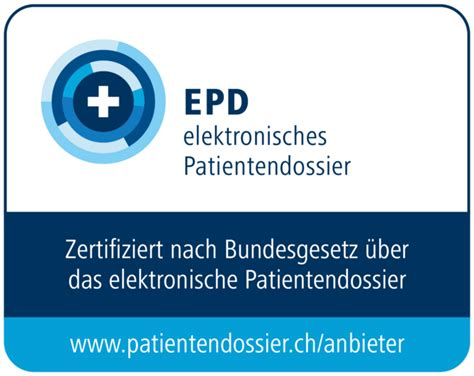 EPD
elektronisches
Patientendossier
Zertifiziert nach Bundesgesetz über
das elektronische Patientendossier
www.patientendossier.ch/anbieter